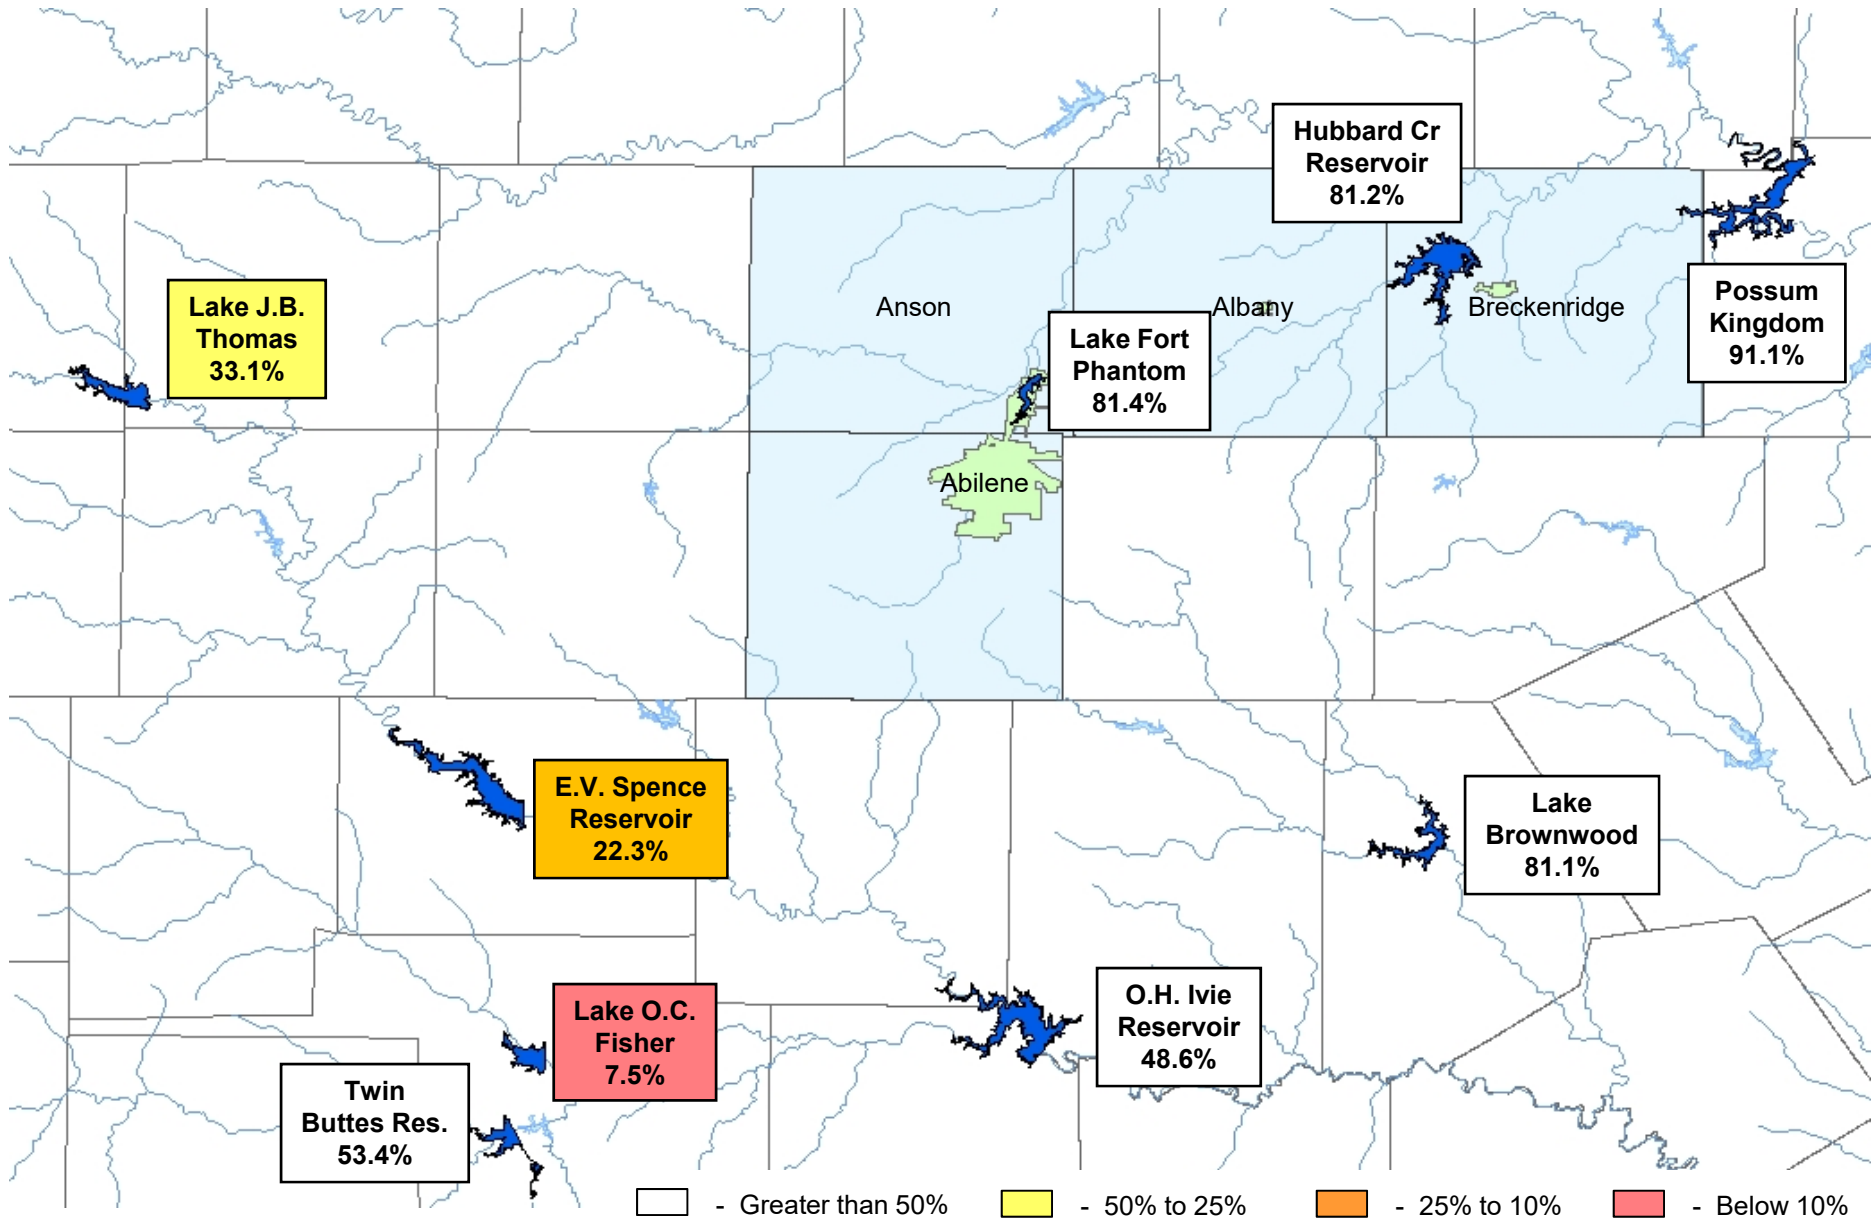 Hubbard Cr
Reservoir
81.2%
Possum
Kingdom
91.1%
Lake J.B.
Thomas
33.1%
Anson
Albany
Breckenridge
Lake Fort
Phantom
81.4%
Abilene
E.V. Spence
Reservoir
22.3%
Lake
Brownwood
81.1%
Lake O.C.
Fisher
7.5%
O.H. Ivie
Reservoir
48.6%
Twin
Buttes Res.
53.4%
- Greater than 50%
- 50% to 25%
- 25% to 10%
- Below 10%